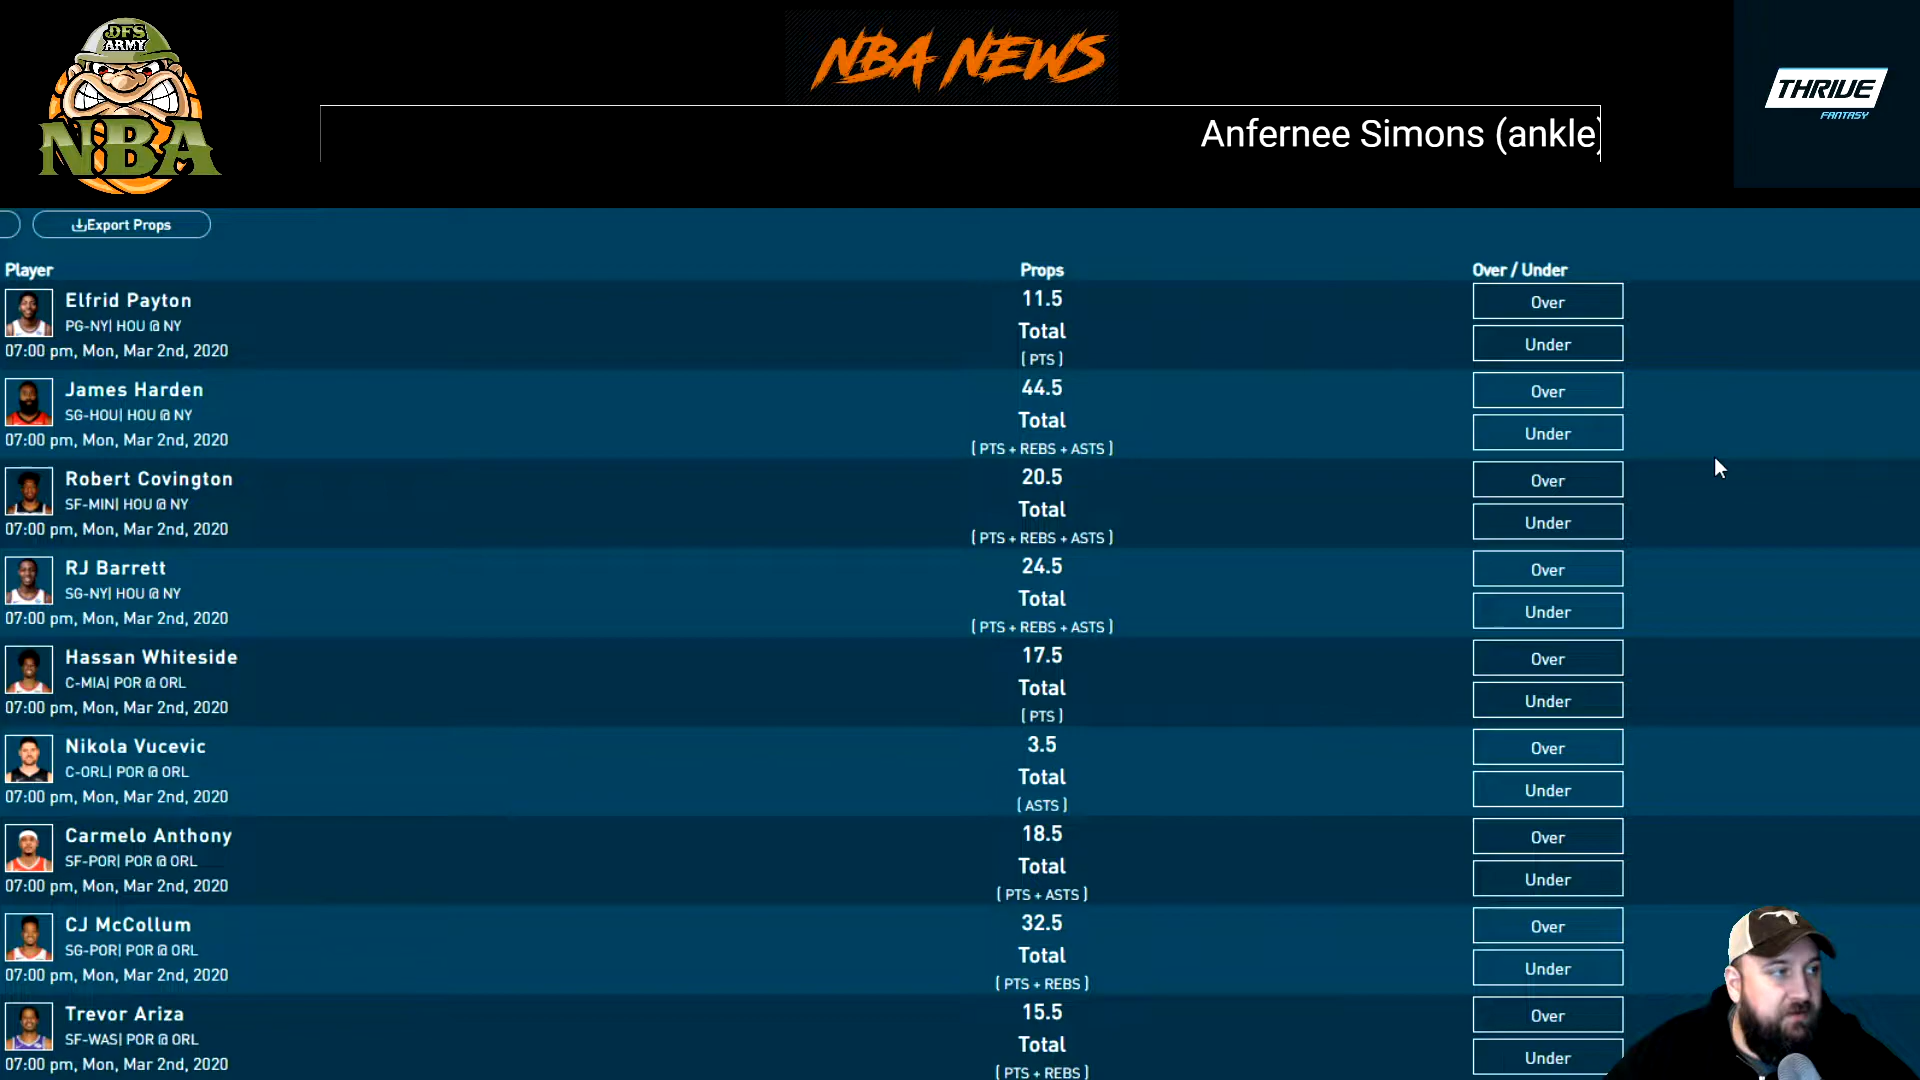 DFS
ARMY
NBA
NBA NEWS
THRIVE
FANTASY
Anfernee Simons (ankle)
Export Props
Player
Props
Over / Under
Elfrid Payton
PG-NY| HOU @ NY
07:00 pm, Mon, Mar 2nd, 2020
11.5
Total
( PTS )
Over
Under
James Harden
SG-HOU| HOU @ NY
07:00 pm, Mon, Mar 2nd, 2020
44.5
Total
( PTS + REBS + ASTS )
Over
Under
Robert Covington
SF-MIN| HOU @ NY
07:00 pm, Mon, Mar 2nd, 2020
20.5
Total
( PTS + REBS + ASTS )
Over
Under
RJ Barrett
SG-NY| HOU @ NY
07:00 pm, Mon, Mar 2nd, 2020
24.5
Total
( PTS + REBS + ASTS )
Over
Under
Hassan Whiteside
C-MIA| POR @ ORL
07:00 pm, Mon, Mar 2nd, 2020
17.5
Total
( PTS )
Over
Under
Nikola Vucevic
C-ORL| POR @ ORL
07:00 pm, Mon, Mar 2nd, 2020
3.5
Total
( ASTS )
Over
Under
Carmelo Anthony
SF-POR| POR @ ORL
07:00 pm, Mon, Mar 2nd, 2020
18.5
Total
( PTS + ASTS )
Over
Under
CJ McCollum
SG-POR| POR @ ORL
07:00 pm, Mon, Mar 2nd, 2020
32.5
Total
( PTS + REBS )
Over
Under
Trevor Ariza
SF-WAS| POR @ ORL
07:00 pm, Mon, Mar 2nd, 2020
15.5
Total
( PTS + REBS )
Over
Under